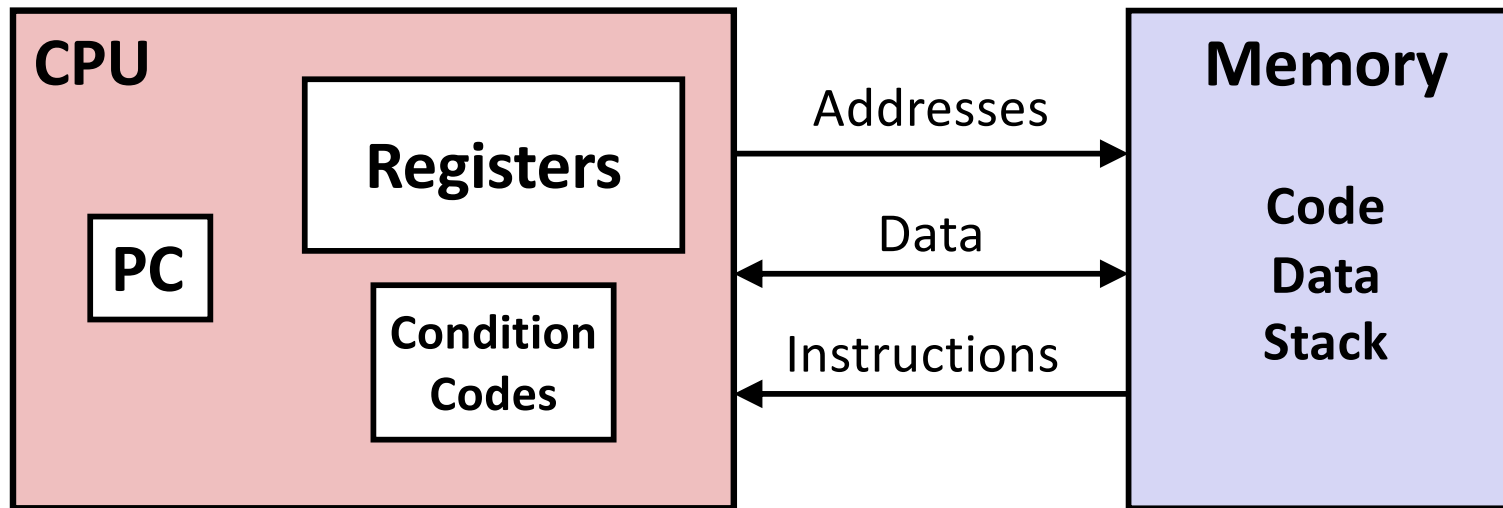 CPU
Registers
PC
Condition
Codes
Addresses
Data
Instructions
Memory
Code
Data
Stack